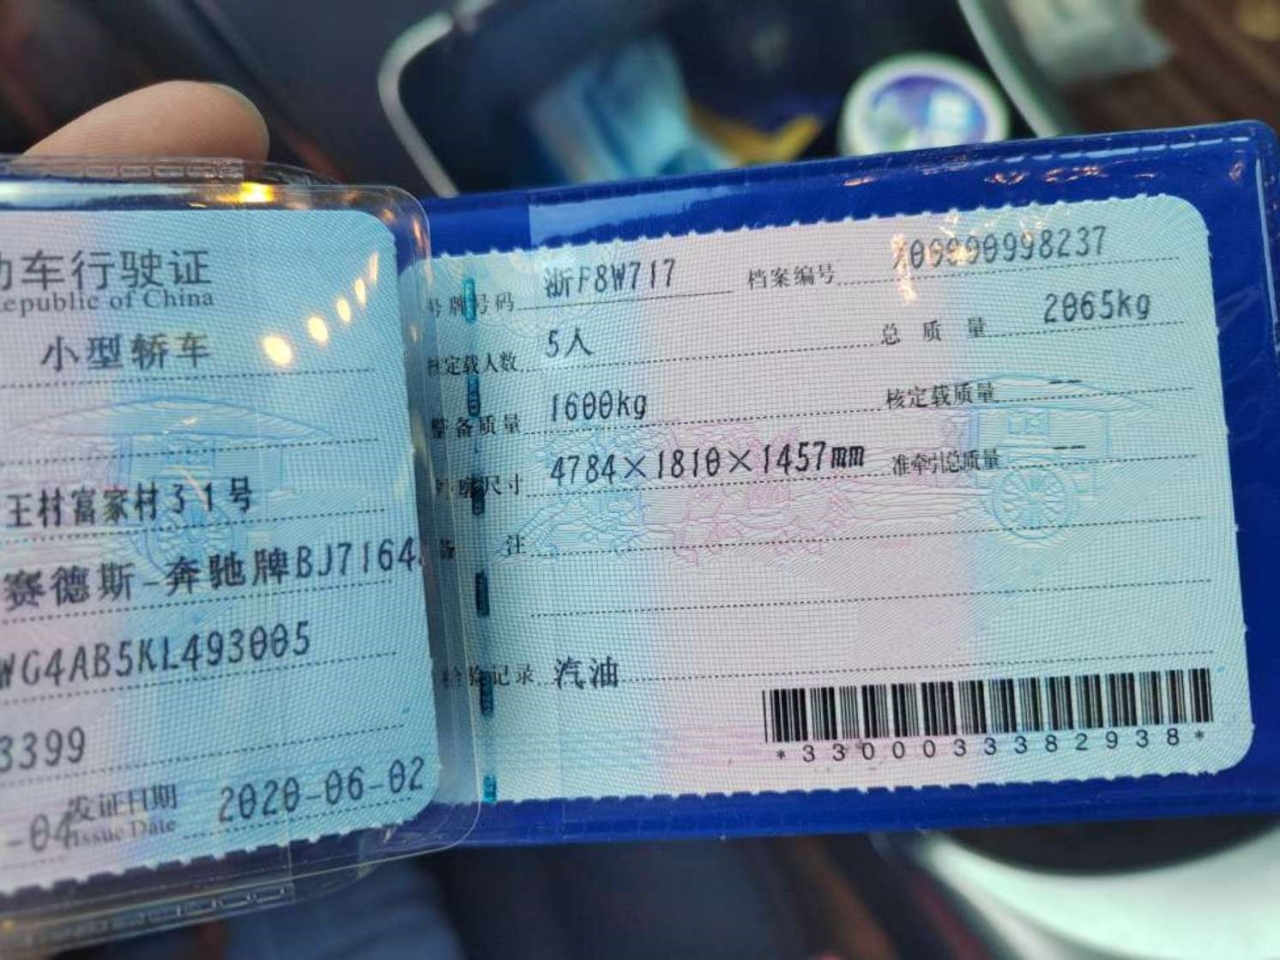 动车行驶证
Republic of China
小型轿车
王村富家村31号
赛德斯-奔驰牌BJ7164
WG4AB5KL493005
3399
-04 发证日期 Issue Date 2020-06-02
号牌号码 浙F8W717 档案编号
核定载人数 5人 总质量 2065kg
整备质量 1600kg 核定载质量 --
外廓尺寸 4784×1810×1457mm 准牵引总质量 --
备注
检验记录 汽油
*3300033382938*